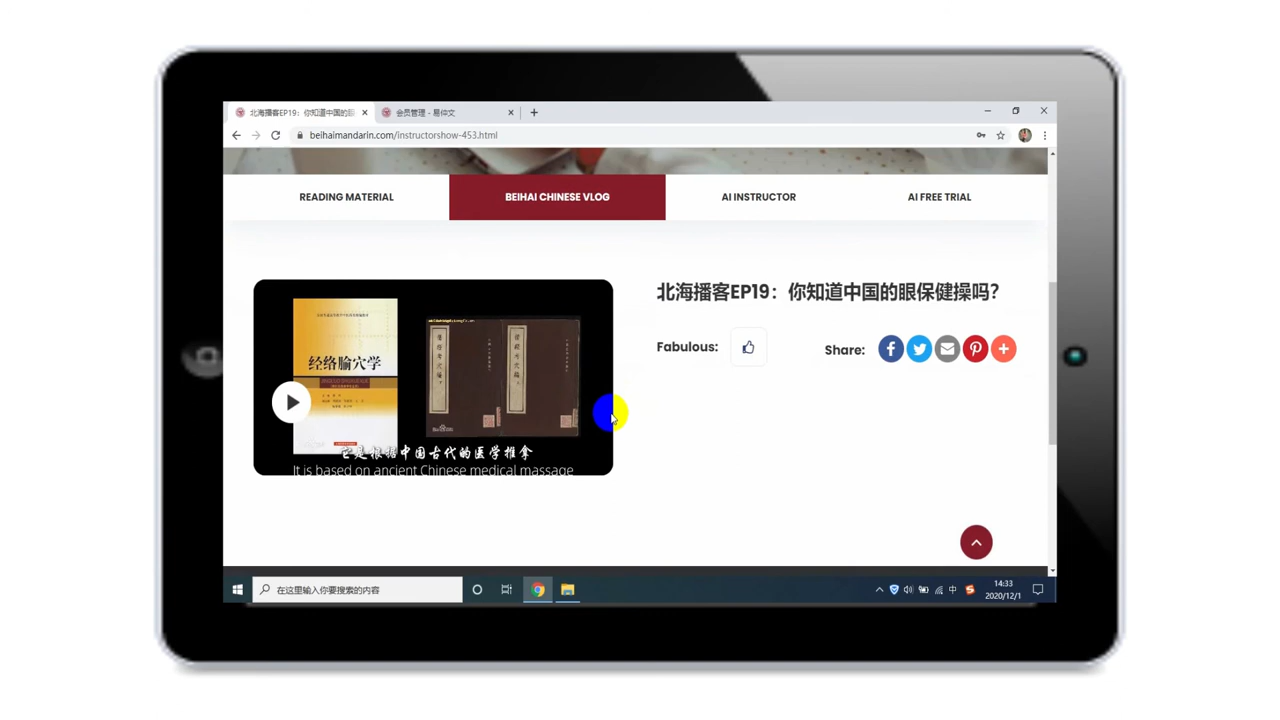 北海播客EP19：你知道中国的眼
会员管理 - 易仲文
beihaimandarin.com/instructorshow-453.html
READING MATERIAL
BEIHAI CHINESE VLOG
AI INSTRUCTOR
AI FREE TRIAL
经络腧穴学
它是根据中国古代的医学推拿
It is based on ancient Chinese medical massage
北海播客EP19：你知道中国的眼保健操吗？
Fabulous:
Share:
在这里输入你要搜索的内容
中
14:33
2020/12/1